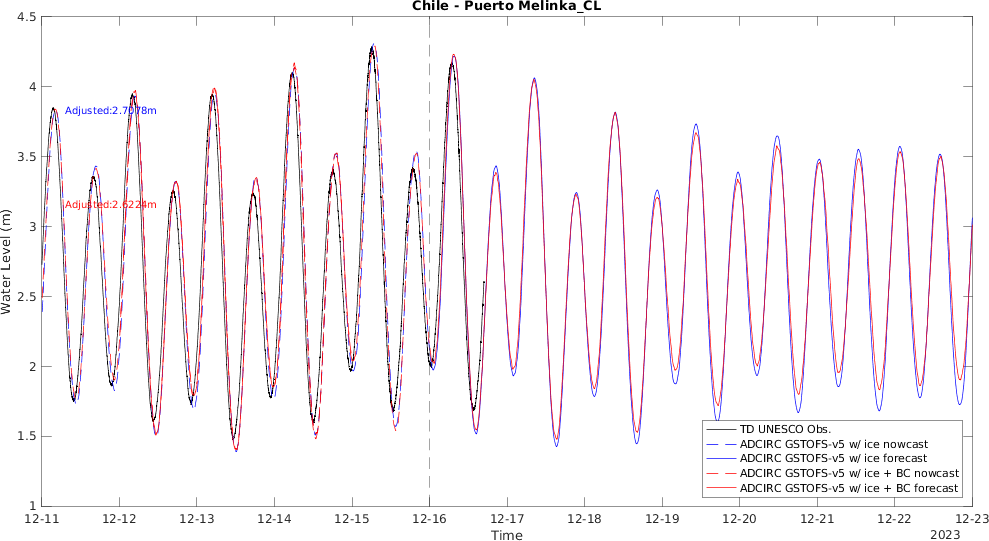 Chile - Puerto Melinka_CL
4.5
4
3.5
3
2.5
2
1.5
1
Water Level (m)
Adjusted:2.7078m
Adjusted:2.6224m
TD UNESCO Obs.
ADCIRC GSTOFS-v5 w/ ice nowcast
ADCIRC GSTOFS-v5 w/ ice forecast
ADCIRC GSTOFS-v5 w/ ice + BC nowcast
ADCIRC GSTOFS-v5 w/ ice + BC forecast
12-11 12-12 12-13 12-14 12-15 12-16 12-17 12-18 12-19 12-20 12-21 12-22 12-23
Time
2023